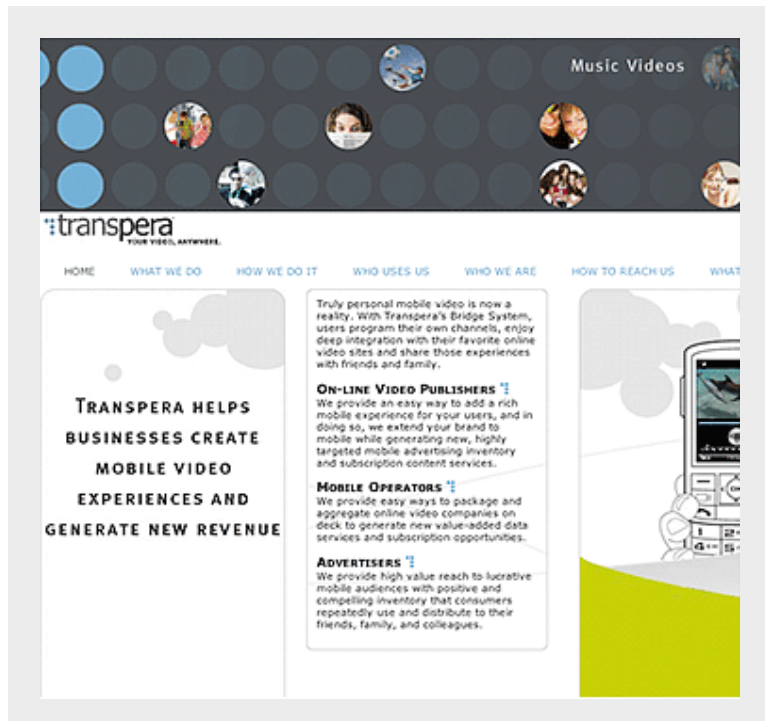 Music Videos
transpera
YOUR VIDEO, ANYWHERE.
HOME WHAT WE DO HOW WE DO IT WHO USES US WHO WE ARE HOW TO REACH US WHAT
TRANSPERA HELPS
BUSINESSES CREATE
MOBILE VIDEO
EXPERIENCES AND
GENERATE NEW REVENUE
Truly personal mobile video is now a
reality. With Transpera's Bridge System,
users program their own channels, enjoy
deep integration with their favorite online
video sites and share those experiences
with friends and family.
ON-LINE VIDEO PUBLISHERS
We provide an easy way to add a rich
mobile experience for your users, and in
doing so, we extend your brand to
mobile while generating new, highly
targeted mobile advertising inventory
and subscription content services.
MOBILE OPERATORS
We provide easy ways to package and
aggregate online video companies on
deck to generate new value-added data
services and subscription opportunities.
ADVERTISERS
We provide high value reach to lucrative
mobile audiences with positive and
compelling inventory that consumers
repeatedly use and distribute to their
friends, family, and colleagues.
1 2
4 5